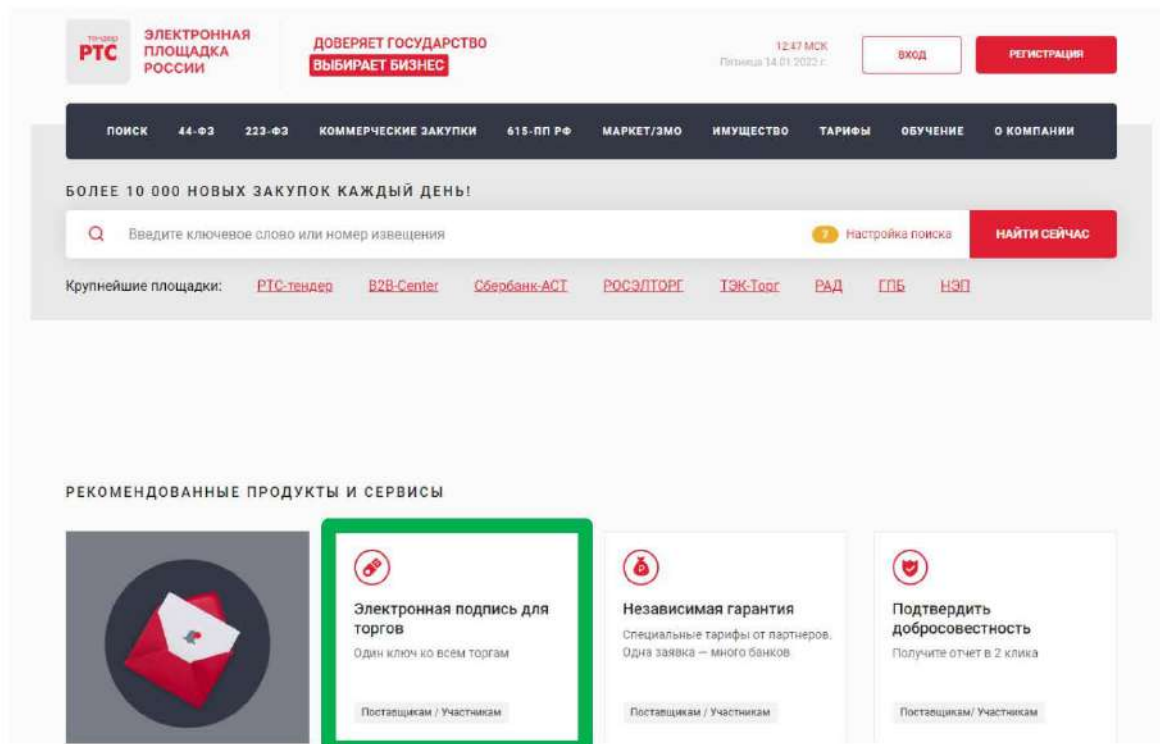 тендер
РТС
ЭЛЕКТРОННАЯ
ПЛОЩАДКА
РОССИИ
ДОВЕРЯЕТ ГОСУДАРСТВО
ВЫБИРАЕТ БИЗНЕС
12:47 МСК
Пятница 14.01.2022 г.
ВХОД
РЕГИСТРАЦИЯ
ПОИСК 44-ФЗ 223-ФЗ КОММЕРЧЕСКИЕ ЗАКУПКИ 615-ПП РФ МАРКЕТ/ЗМО ИМУЩЕСТВО ТАРИФЫ ОБУЧЕНИЕ О КОМПАНИИ
БОЛЕЕ 10 000 НОВЫХ ЗАКУПОК КАЖДЫЙ ДЕНЬ!
Введите ключевое слово или номер извещения 7 Настройка поиска НАЙТИ СЕЙЧАС
Крупнейшие площадки: РТС-тендер B2B-Center Сбербанк-АСТ РОСЭЛТОРГ ТЭК-Торг РАД ГПБ НЭП
РЕКОМЕНДОВАННЫЕ ПРОДУКТЫ И СЕРВИСЫ
Электронная подпись для
торгов
Один ключ ко всем торгам
Поставщикам / Участникам
Независимая гарантия
Специальные тарифы от партнеров.
Одна заявка — много банков
Поставщикам / Участникам
Подтвердить
добросовестность
Получите отчет в 2 клика
Поставщикам/ Участникам